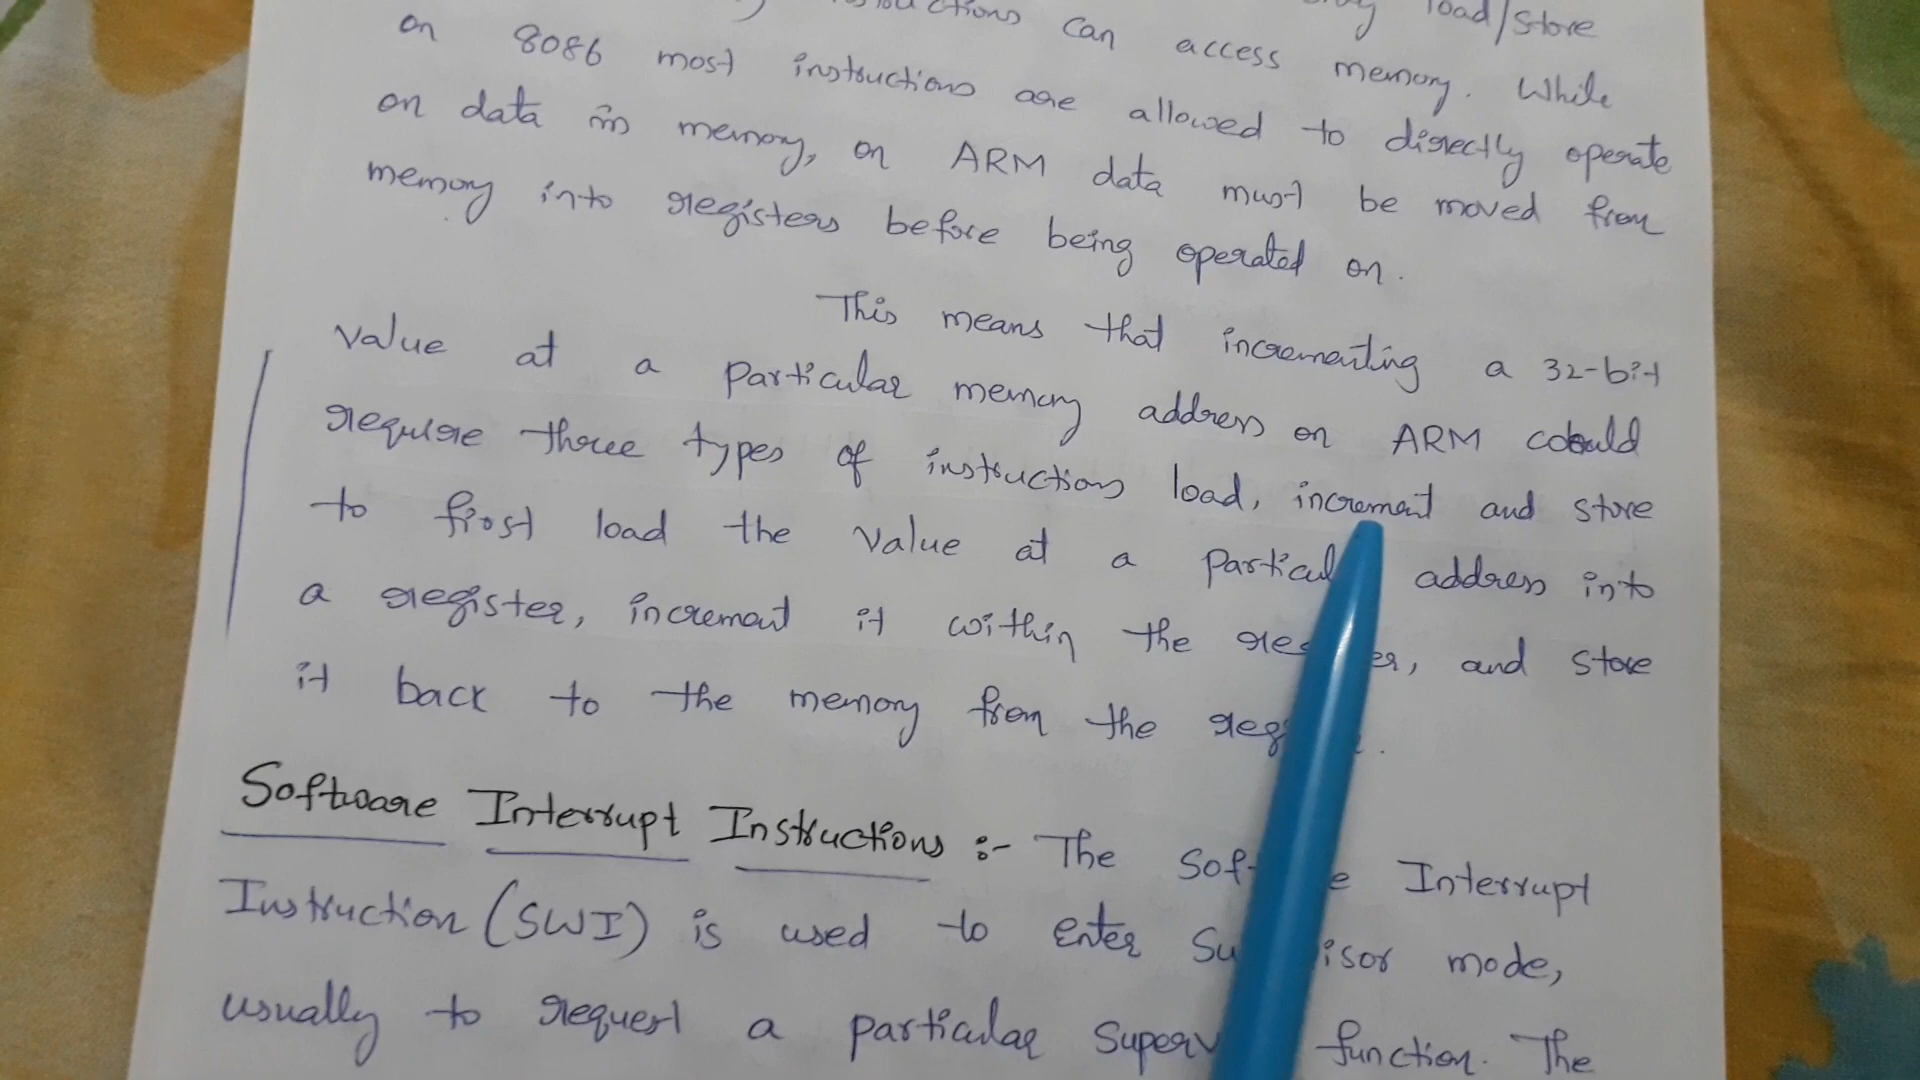 load/store
can access memory. While
on 8086 most instructions are allowed to directly operate
on data in memory, on ARM data must be moved from
memory into registers before being operated on.
This means that incrementing a 32-bit
value at a particular memory address on ARM could
require three types of instructions load, increment and store
to first load the value at a address into
a register, increment it within the and store
it back to the memory from the
Software Interrupt Instructions :- The Interrupt
Instruction (SWI) is used to enter mode,
usually to request a particular function. The